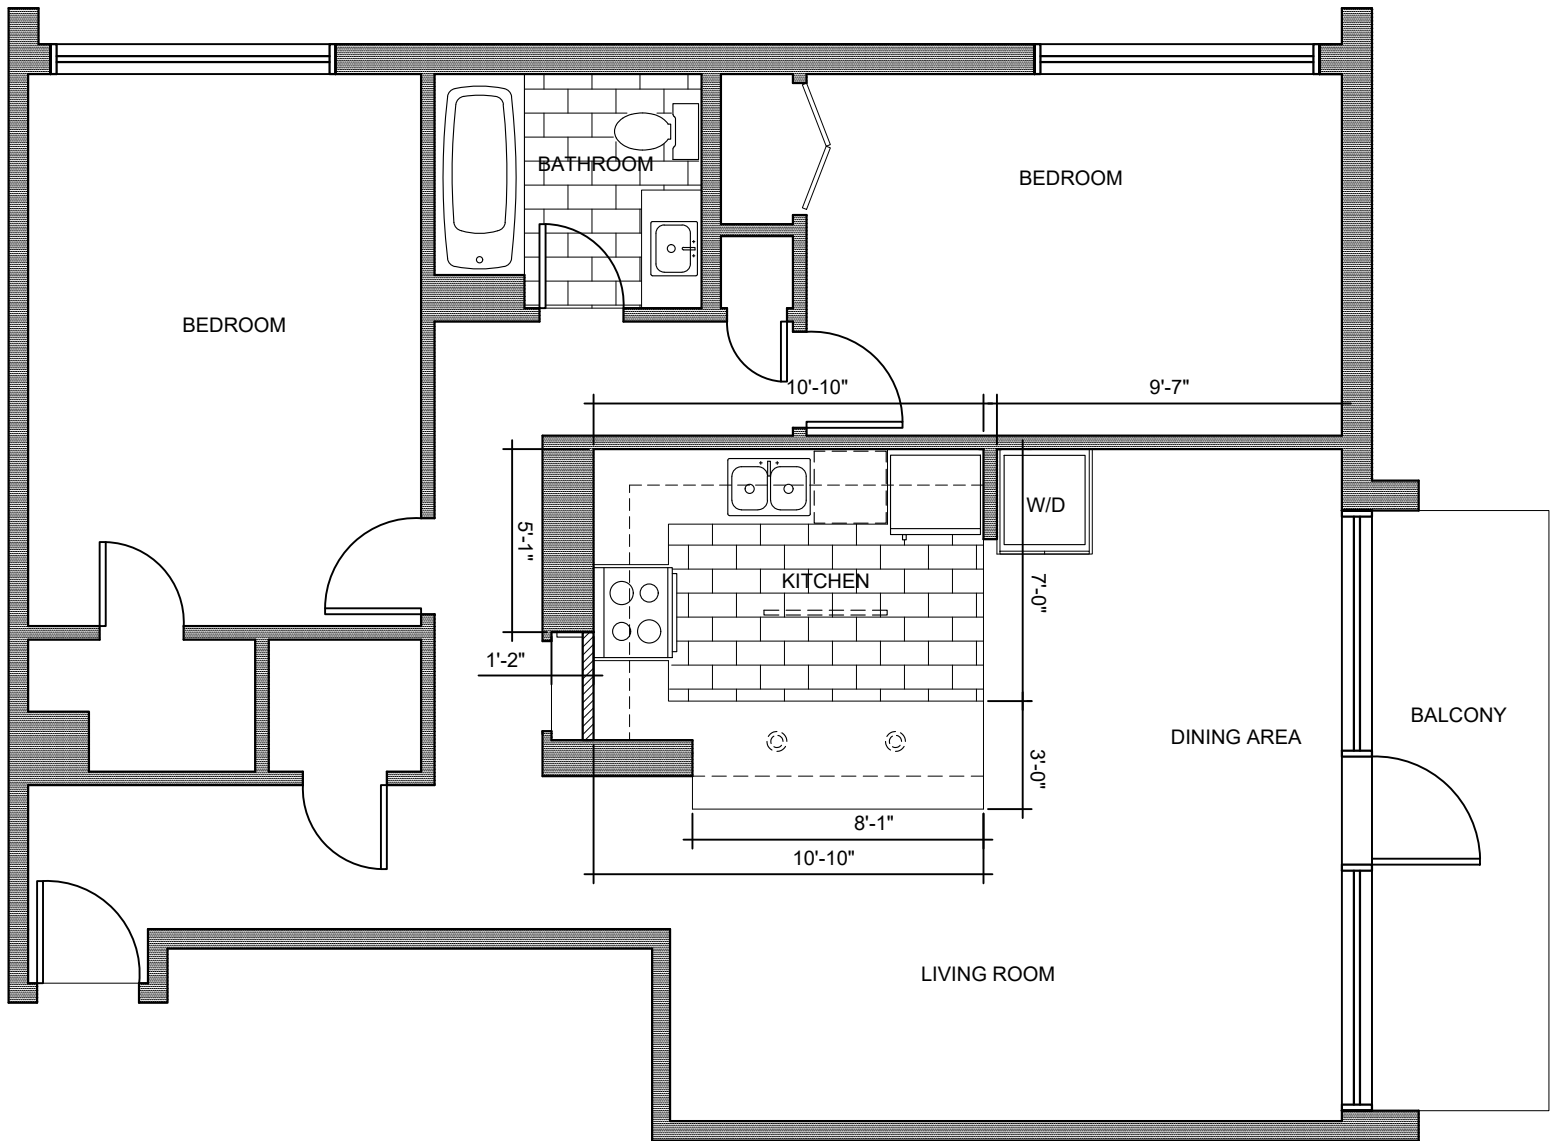 BATHROOM
BEDROOM
BEDROOM
10'-10"
9'-7"
W/D
5'-1"
KITCHEN
7'-0"
1'-2"
BALCONY
DINING AREA
3'-0"
8'-1"
10'-10"
LIVING ROOM